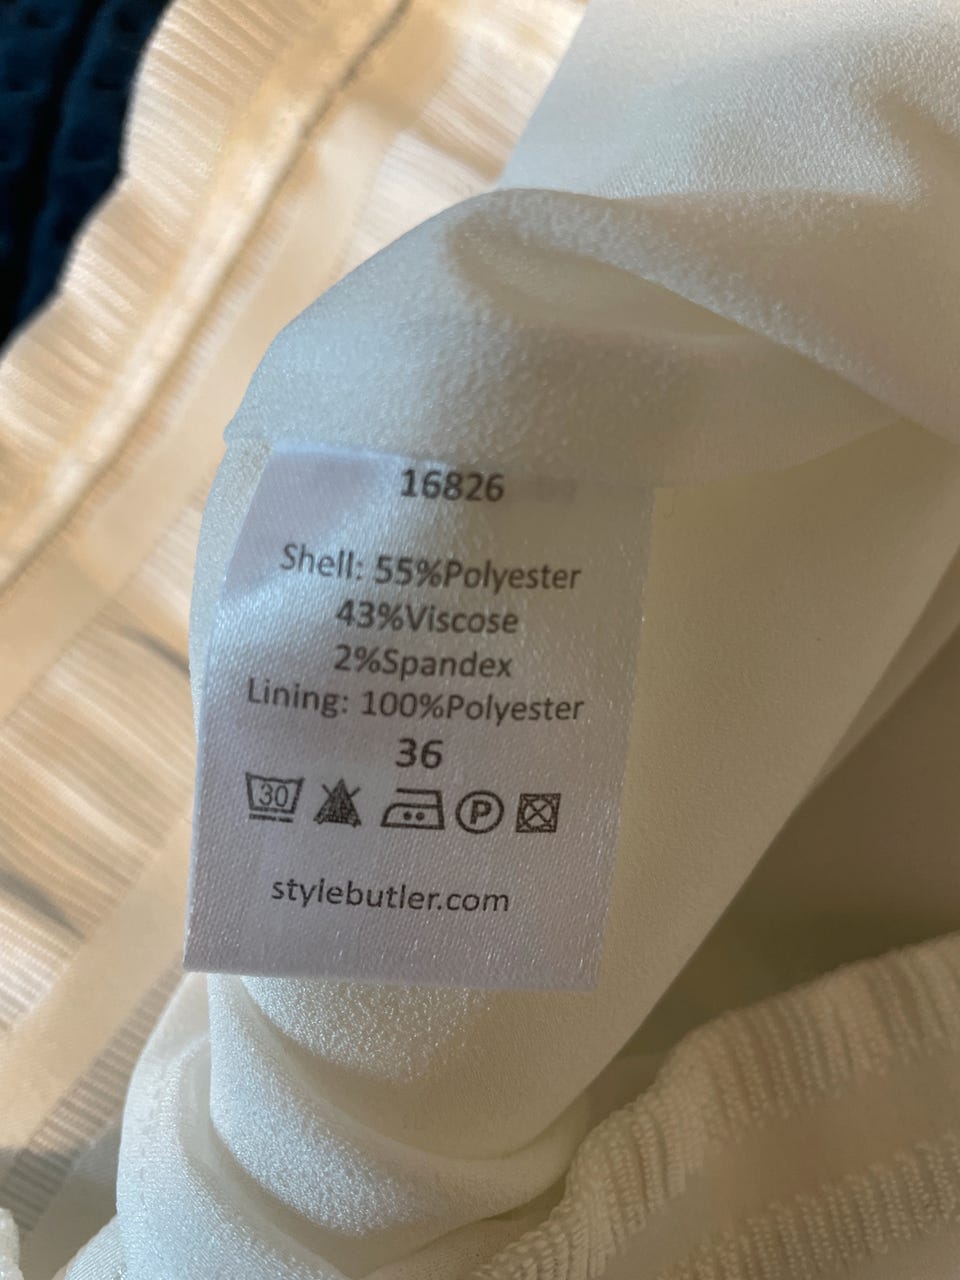 16826
Shell: 55%Polyester
43%Viscose
2%Spandex
Lining: 100%Polyester
36
30 P
stylebutler.com